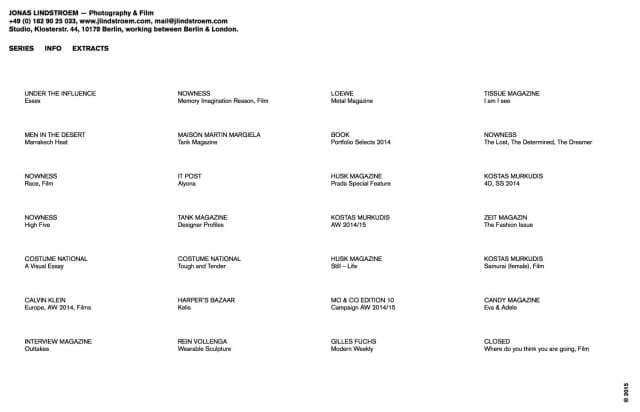 JONAS LINDSTROEM — Photography & Film
+49 (0) 162 90 25 033, www.jlindstroem.com, mail@jlindstroem.com
Studio, Klosterstr. 44, 10179 Berlin, working between Berlin & London.
SERIES INFO EXTRACTS
UNDER THE INFLUENCE NOWNESS LOEWE TISSUE MAGAZINE
Essex Memory Imagination Reason, Film Metal Magazine I am I see
MEN IN THE DESERT MAISON MARTIN MARGIELA BOOK NOWNESS
Marrakech Heat Tank Magazine Portfolio Selects 2014 The Lost, The Determined, The Dreamer
NOWNESS IT POST HUSK MAGAZINE KOSTAS MURKUDIS
Race, Film Alyona Prada Special Feature 4D, SS 2014
NOWNESS TANK MAGAZINE KOSTAS MURKUDIS ZEIT MAGAZIN
High Five Designer Profiles AW 2014/15 The Fashion Issue
COSTUME NATIONAL COSTUME NATIONAL HUSK MAGAZINE KOSTAS MURKUDIS
A Visual Essay Tough and Tender Still – Life Samurai (female), Film
CALVIN KLEIN HARPER'S BAZAAR MO & CO EDITION 10 CANDY MAGAZINE
Europe, AW 2014, Films Kelis Campaign AW 2014/15 Eva & Adele
INTERVIEW MAGAZINE REIN VOLLENGA GILLES FUCHS CLOSED
Outtakes Wearable Sculpture Modern Weekly Where do you think you are going, Film
© 2015